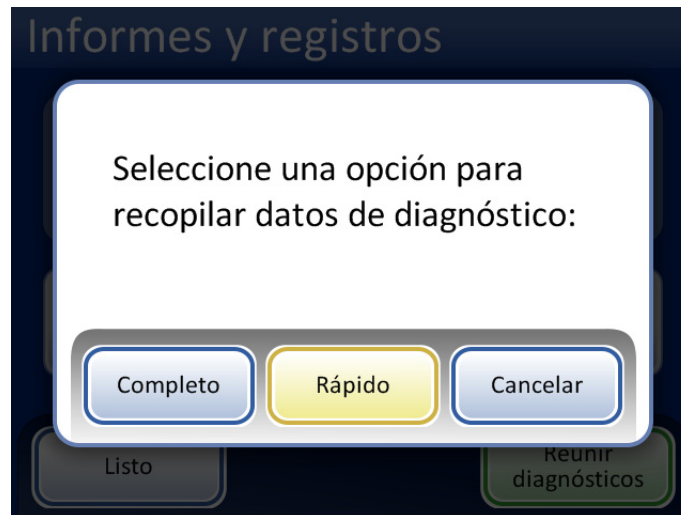 Informes y registros
Seleccione una opción para
recopilar datos de diagnóstico:
Completo
Rápido
Cancelar
Listo
Reunir
diagnósticos